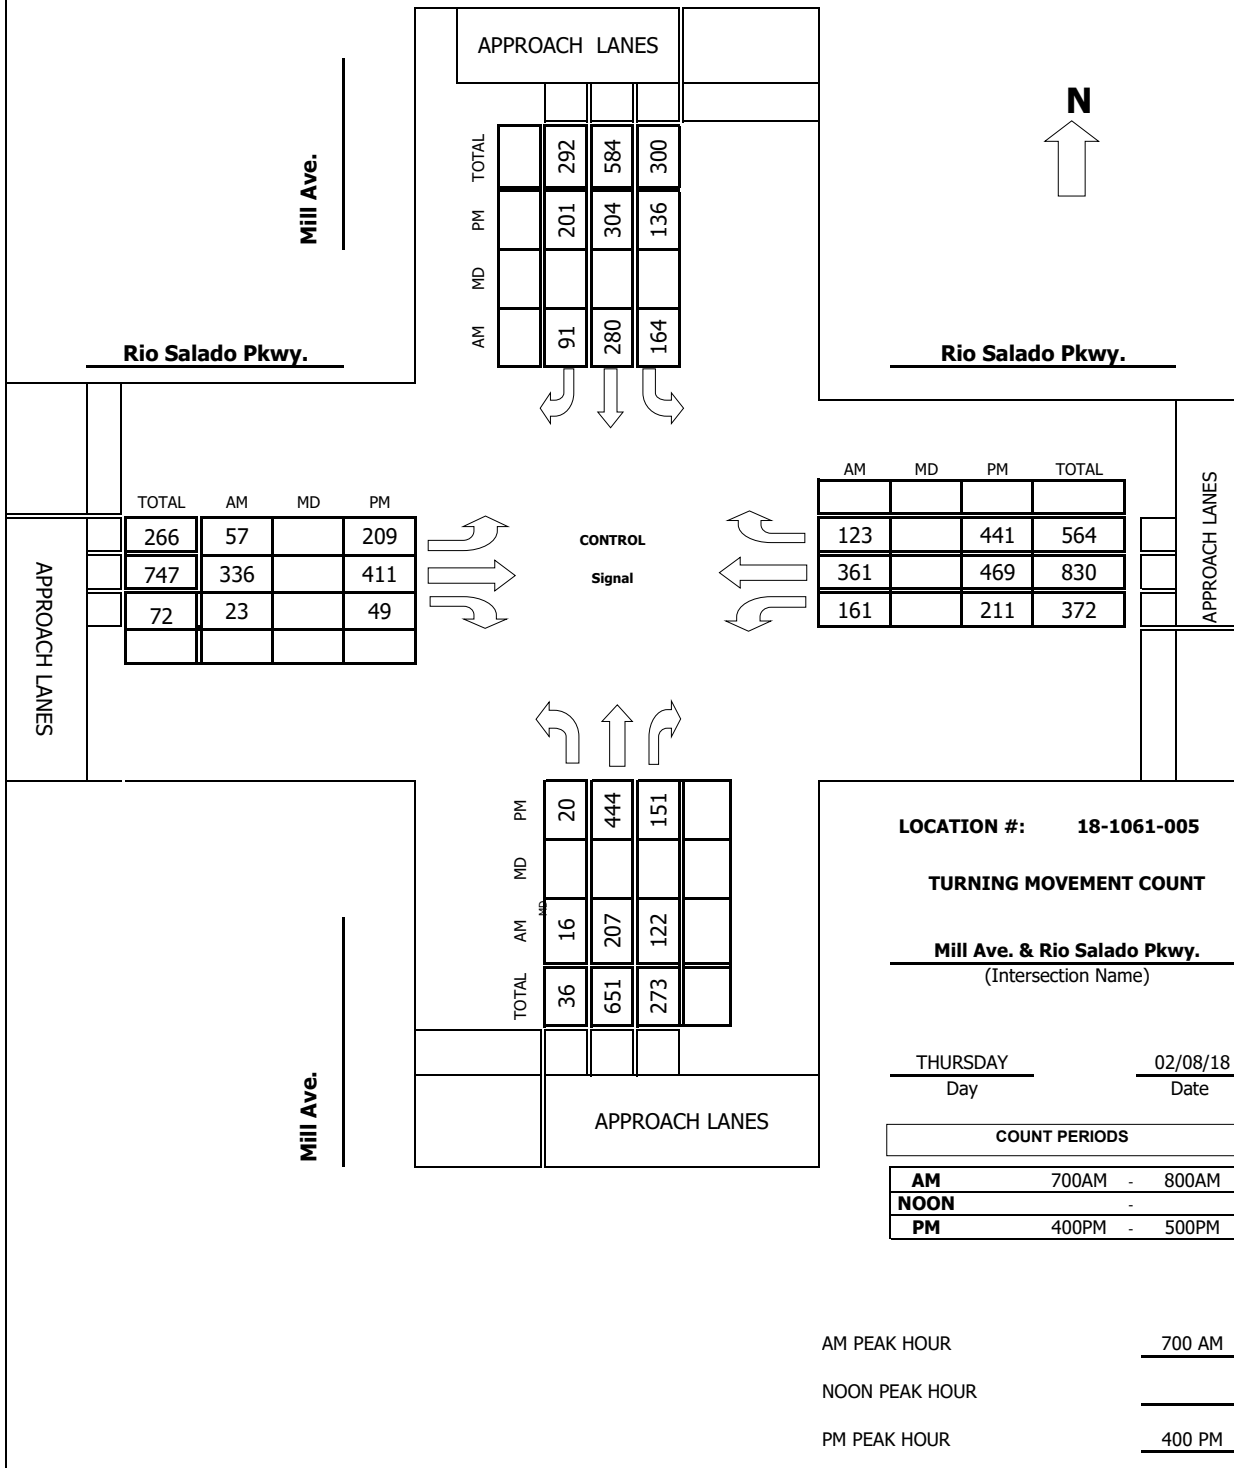 APPROACH LANES
N
Mill Ave.
TOTAL 292 584 300
PM 201 304 136
MD
AM 91 280 164
Rio Salado Pkwy.
Rio Salado Pkwy.
AM MD PM TOTAL
TOTAL AM MD PM
266 57 209
CONTROL
123 441 564
747 336 411
Signal
361 469 830
72 23 49
161 211 372
APPROACH LANES
APPROACH LANES
PM 20 444 151
MD
MD
AM 16 207 122
TOTAL 36 651 273
APPROACH LANES
Mill Ave.
LOCATION #: 18-1061-005
TURNING MOVEMENT COUNT
Mill Ave. & Rio Salado Pkwy.
(Intersection Name)
THURSDAY 02/08/18
Day Date
COUNT PERIODS
AM 700AM - 800AM
NOON -
PM 400PM - 500PM
AM PEAK HOUR 700 AM
NOON PEAK HOUR
PM PEAK HOUR 400 PM